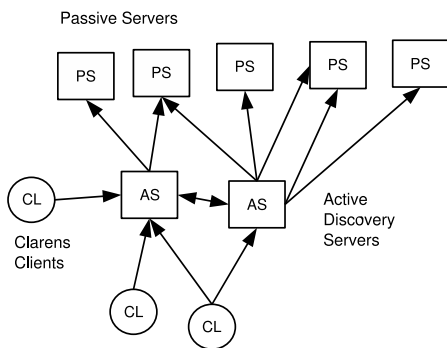 Passive Servers
PS
PS
PS
PS
PS
CL
AS
AS
Active
Discovery
Servers
Clarens
Clients
CL
CL